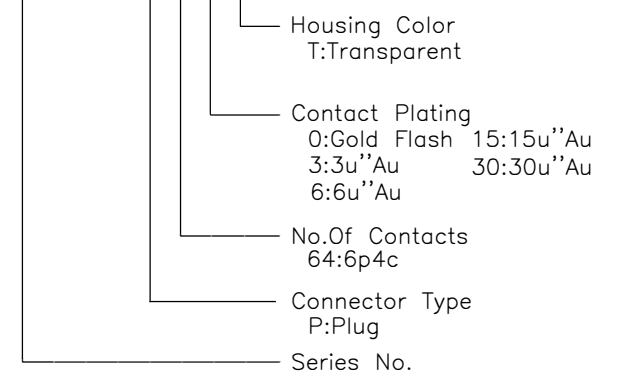 Housing Color
T:Transparent
Contact Plating
0:Gold Flash 15:15u''Au
3:3u''Au 30:30u''Au
6:6u''Au
No.Of Contacts
64:6p4c
Connector Type
P:Plug
Series No.